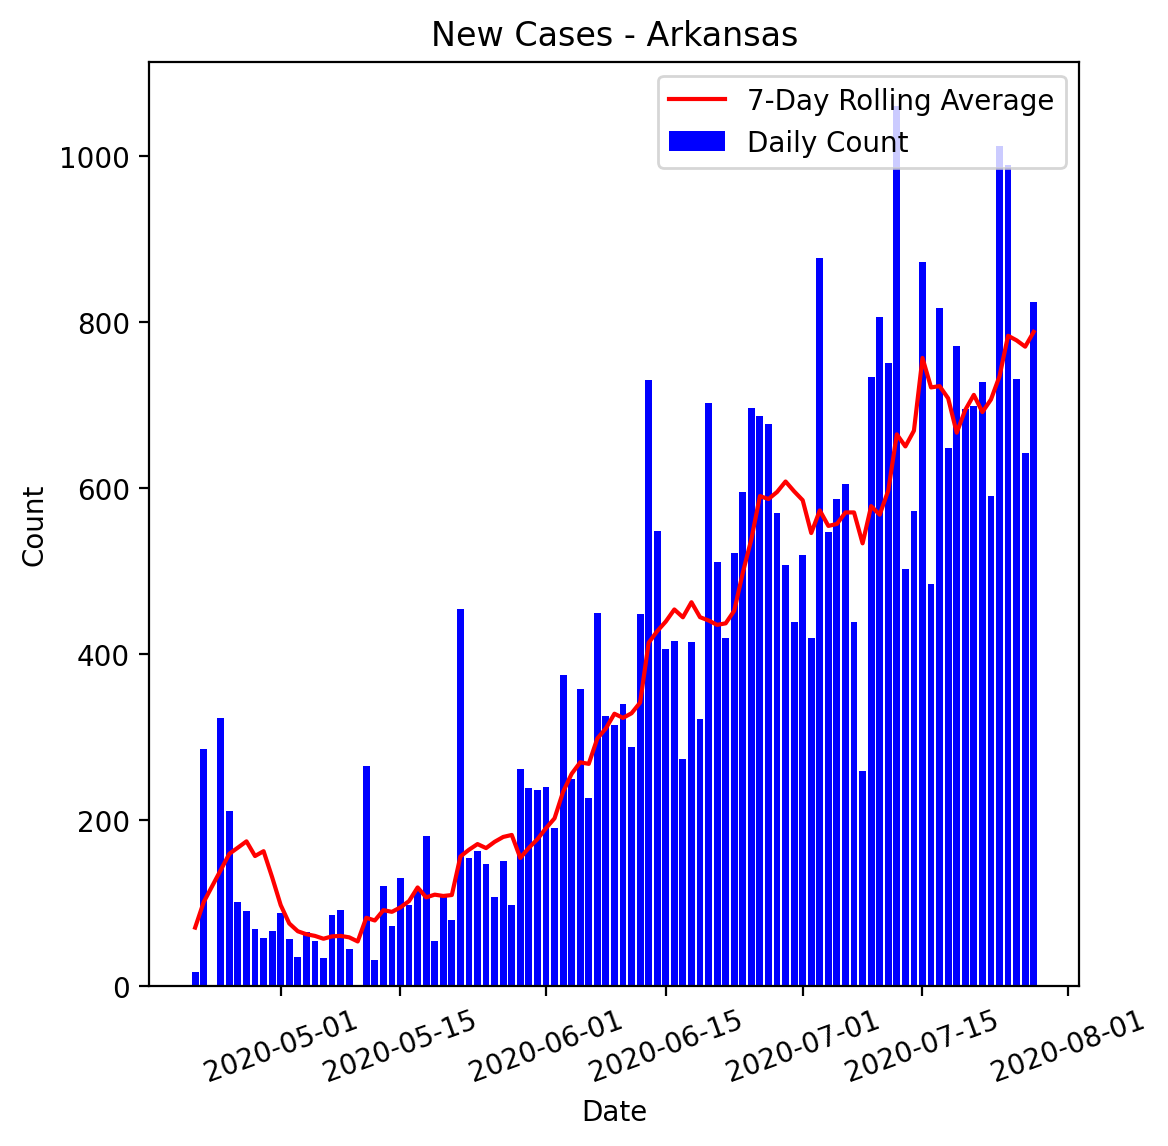 New Cases - Arkansas
7-Day Rolling Average
Daily Count
Count
1000
800
600
400
200
0
2020-05-01
2020-05-15
2020-06-01
2020-06-15
2020-07-01
2020-07-15
2020-08-01
Date